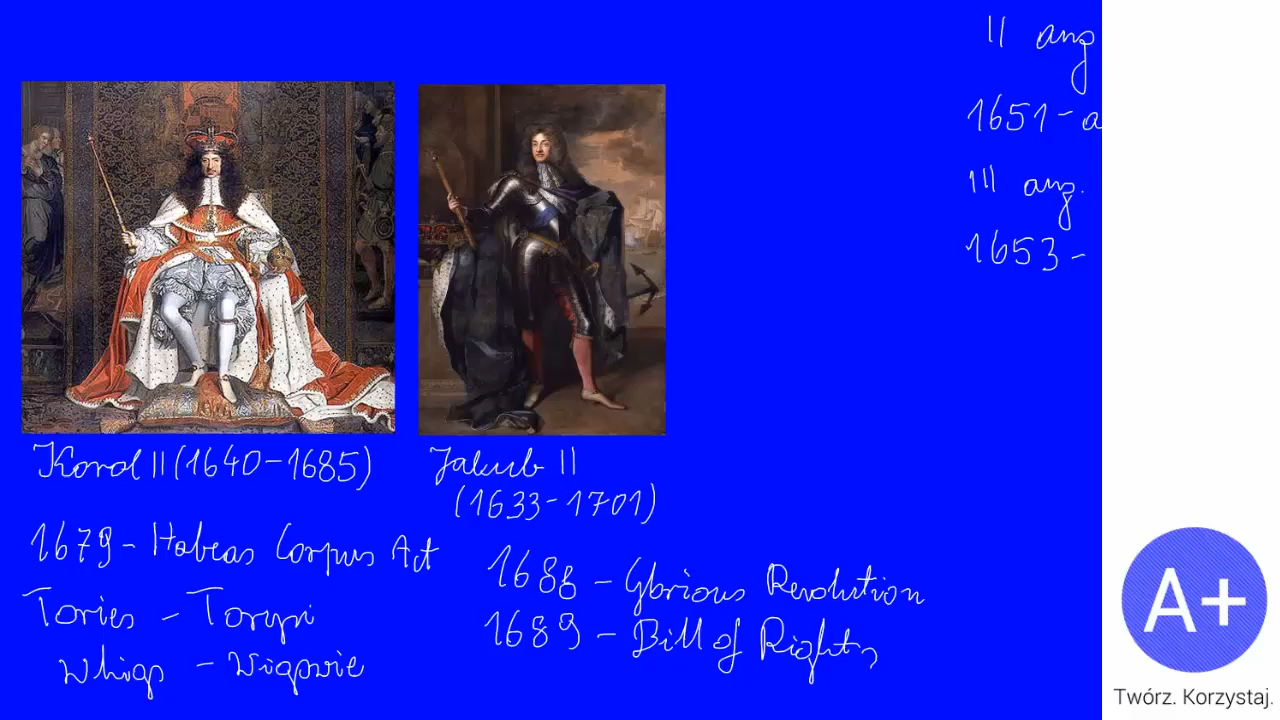 II ang
1651 - a
III ang.
1653 -
Karol II (1640-1685)
Jakub II
(1633-1701)
1679 - Habeas Corpus Act
Tories - Torysi
Whigs - Wigowie
1688 - Glorious Revolution
1689 - Bill of Rights
A+
Twórz. Korzystaj.